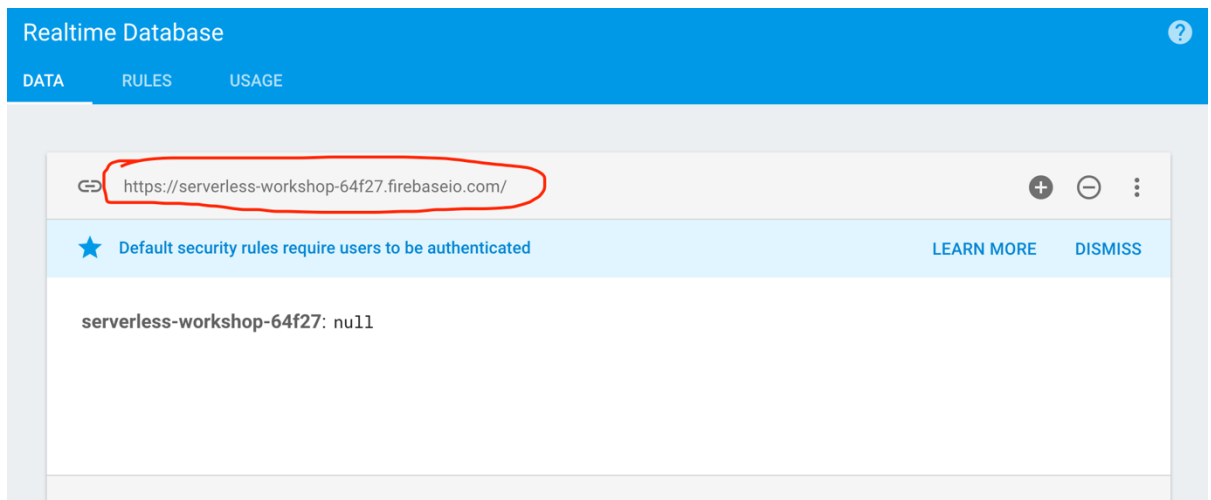 Realtime Database
?
DATA RULES USAGE
https://serverless-workshop-64f27.firebaseio.com/
Default security rules require users to be authenticated LEARN MORE DISMISS
serverless-workshop-64f27: null